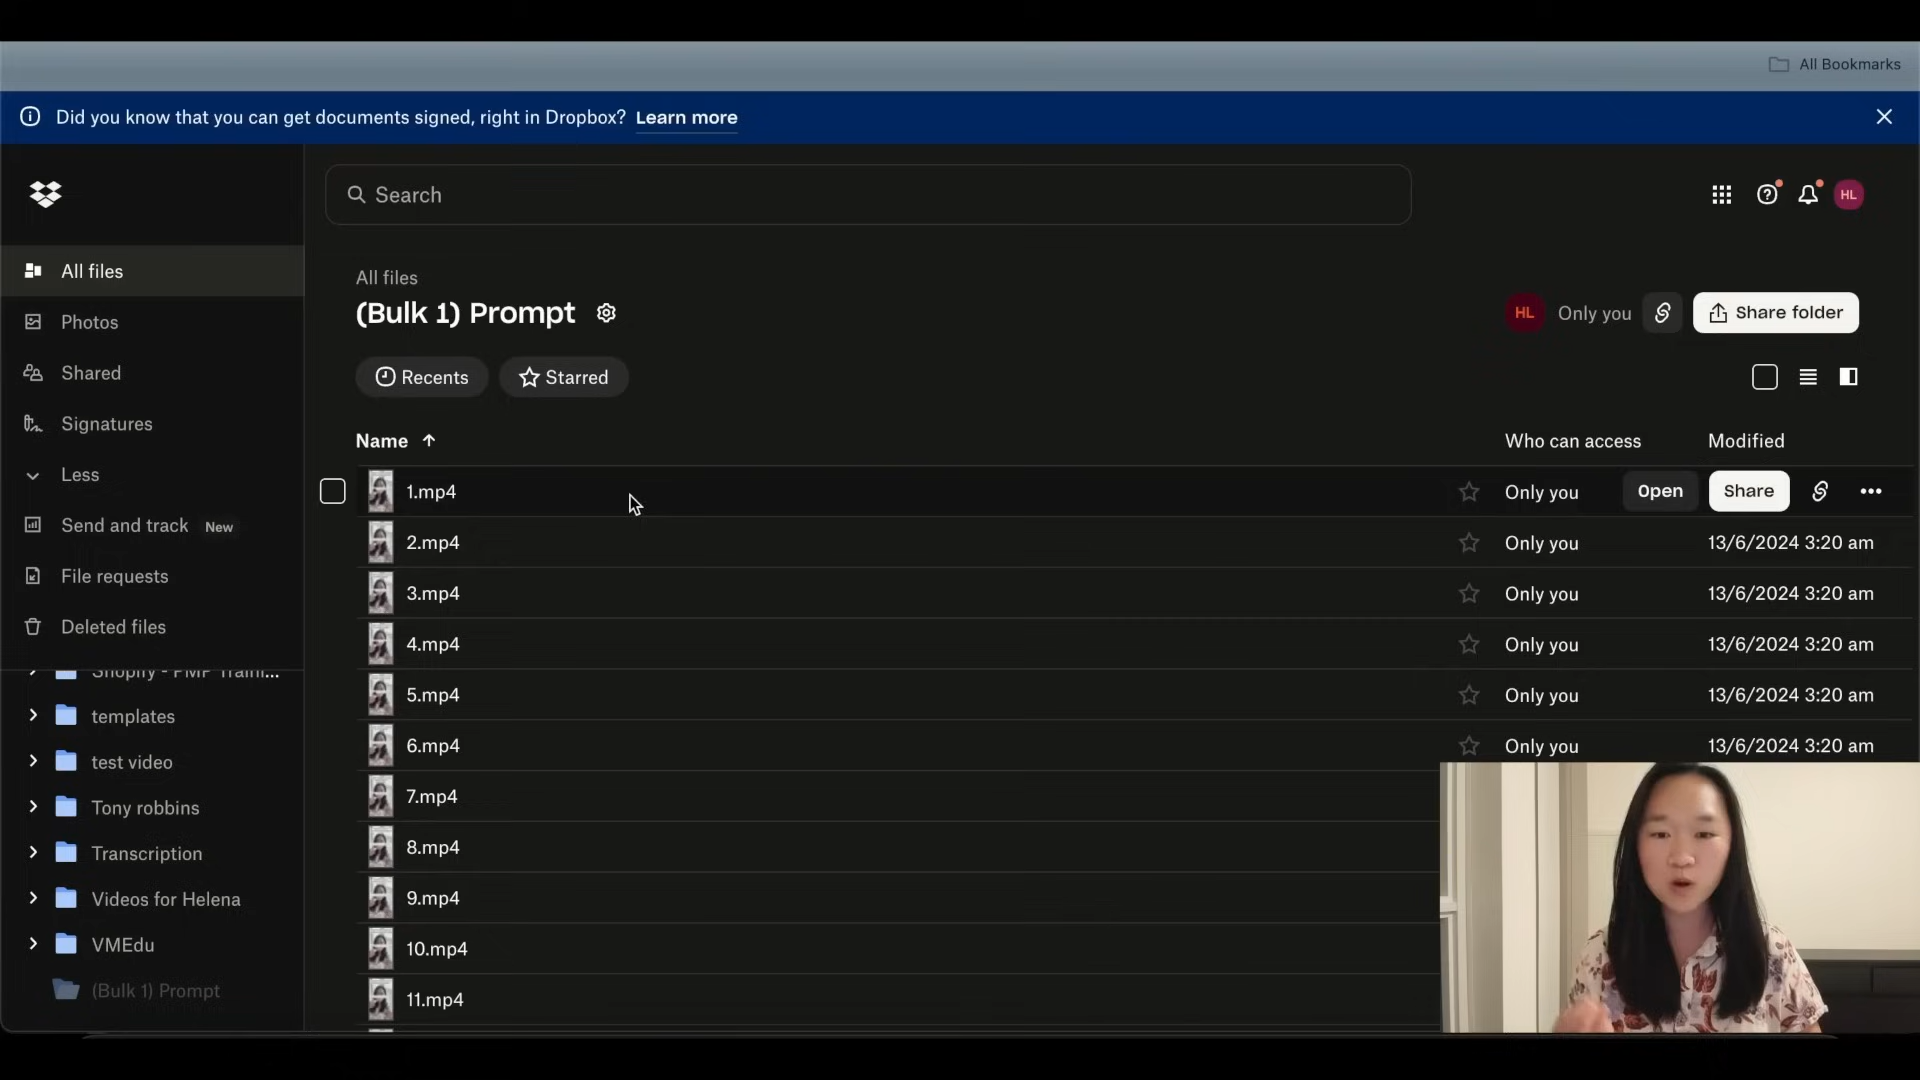 All Bookmarks
Did you know that you can get documents signed, right in Dropbox? Learn more
Search
HL
All files
Photos
Shared
Signatures
Less
Send and track New
File requests
Deleted files
Shopify - PMP Traini...
templates
test video
Tony robbins
Transcription
Videos for Helena
VMEdu
(Bulk 1) Prompt
All files
(Bulk 1) Prompt
HL Only you Share folder
Recents Starred
Name Who can access Modified
1.mp4 Only you Open Share
2.mp4 Only you 13/6/2024 3:20 am
3.mp4 Only you 13/6/2024 3:20 am
4.mp4 Only you 13/6/2024 3:20 am
5.mp4 Only you 13/6/2024 3:20 am
6.mp4 Only you 13/6/2024 3:20 am
7.mp4
8.mp4
9.mp4
10.mp4
11.mp4